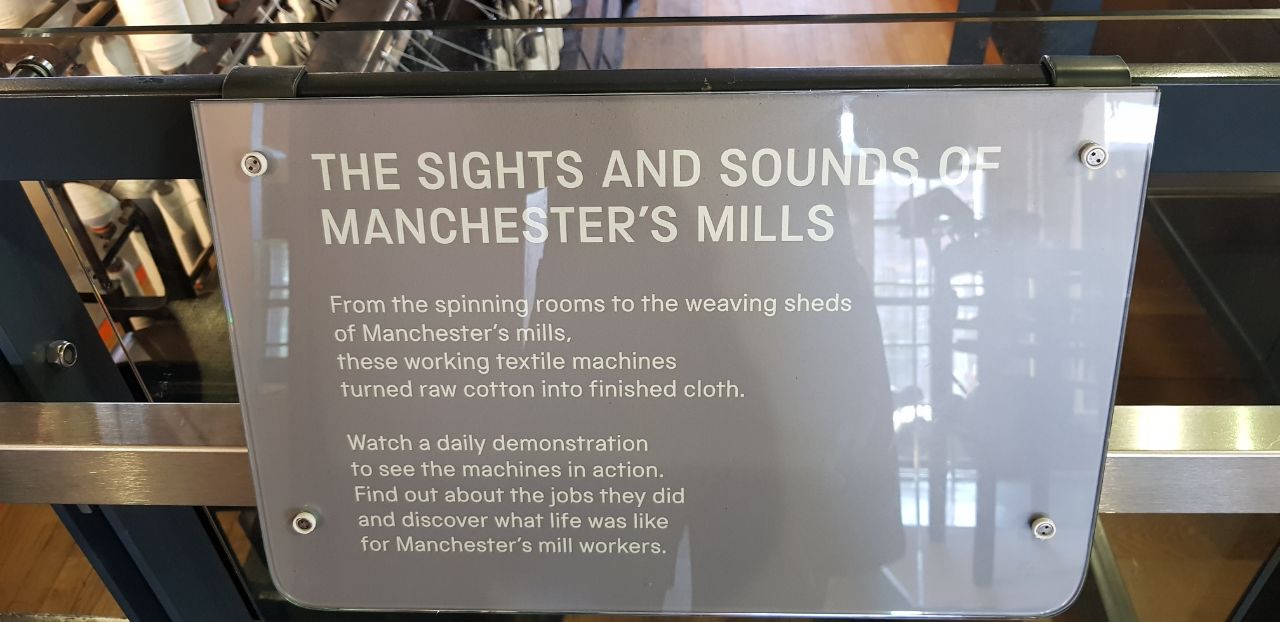 THE SIGHTS AND SOUNDS OF
MANCHESTER'S MILLS
From the spinning rooms to the weaving sheds
of Manchester's mills,
these working textile machines
turned raw cotton into finished cloth.
Watch a daily demonstration
to see the machines in action.
Find out about the jobs they did
and discover what life was like
for Manchester's mill workers.